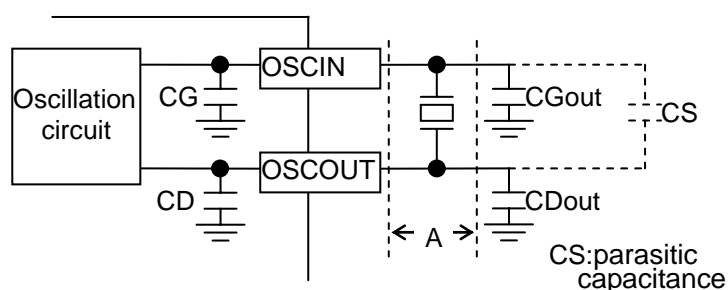 OSCIN
Oscillation
circuit
CG
CGout
CS
OSCOUT
CD
CDout
A
CS:parasitic
capacitance